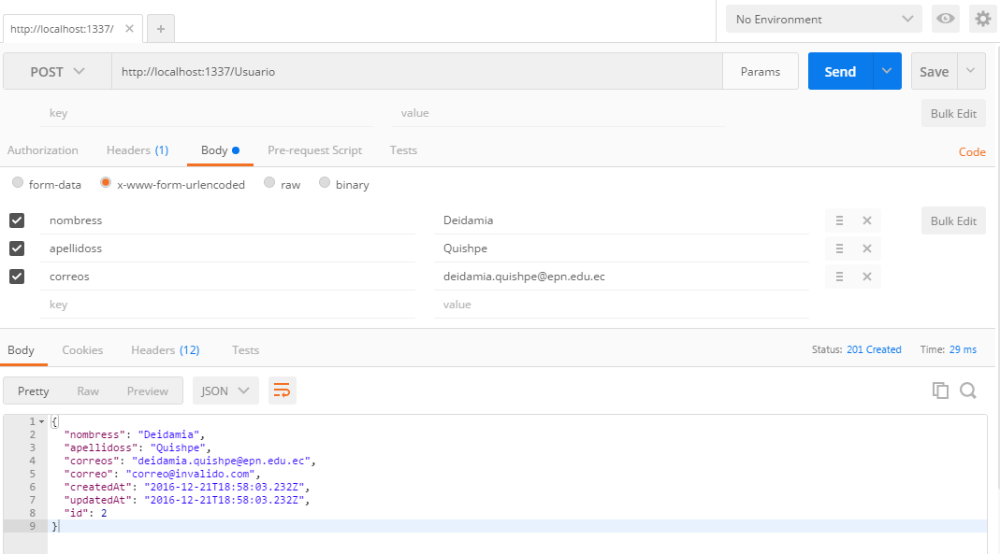 http://localhost:1337/ No Environment
POST http://localhost:1337/Usuario Params Send Save
key value Bulk Edit
Authorization Headers (1) Body Pre-request Script Tests Code
form-data x-www-form-urlencoded raw binary
nombress Deidamia Bulk Edit
apellidoss Quishpe
correos deidamia.quishpe@epn.edu.ec
key value
Body Cookies Headers (12) Tests Status: 201 Created Time: 29 ms
Pretty Raw Preview JSON
1 {
2 "nombress": "Deidamia",
3 "apellidoss": "Quishpe",
4 "correos": "deidamia.quishpe@epn.edu.ec",
5 "correo": "correo@invalido.com",
6 "createdAt": "2016-12-21T18:58:03.232Z",
7 "updatedAt": "2016-12-21T18:58:03.232Z",
8 "id": 2
9 }